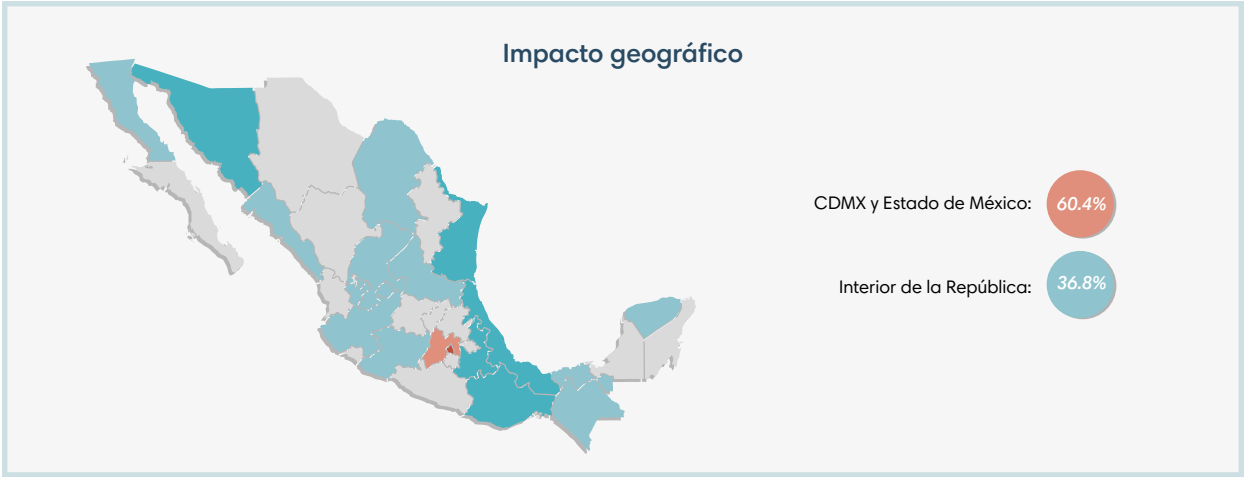 Impacto geográfico
CDMX y Estado de México: 60.4%
Interior de la República: 36.8%